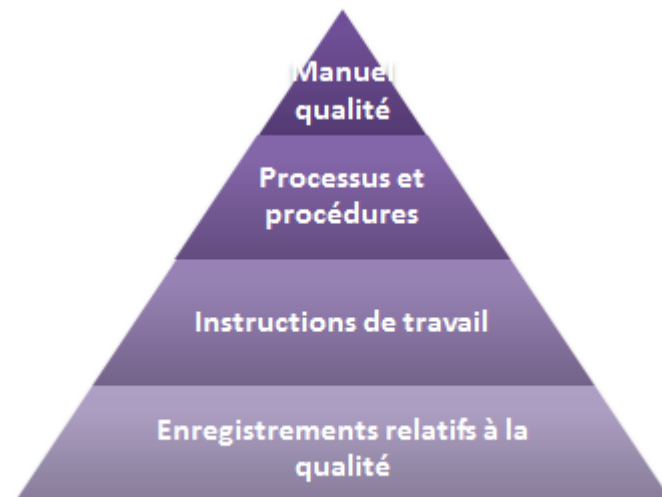 Manuel
qualité
Processus et
procédures
Instructions de travail
Enregistrements relatifs à la
qualité